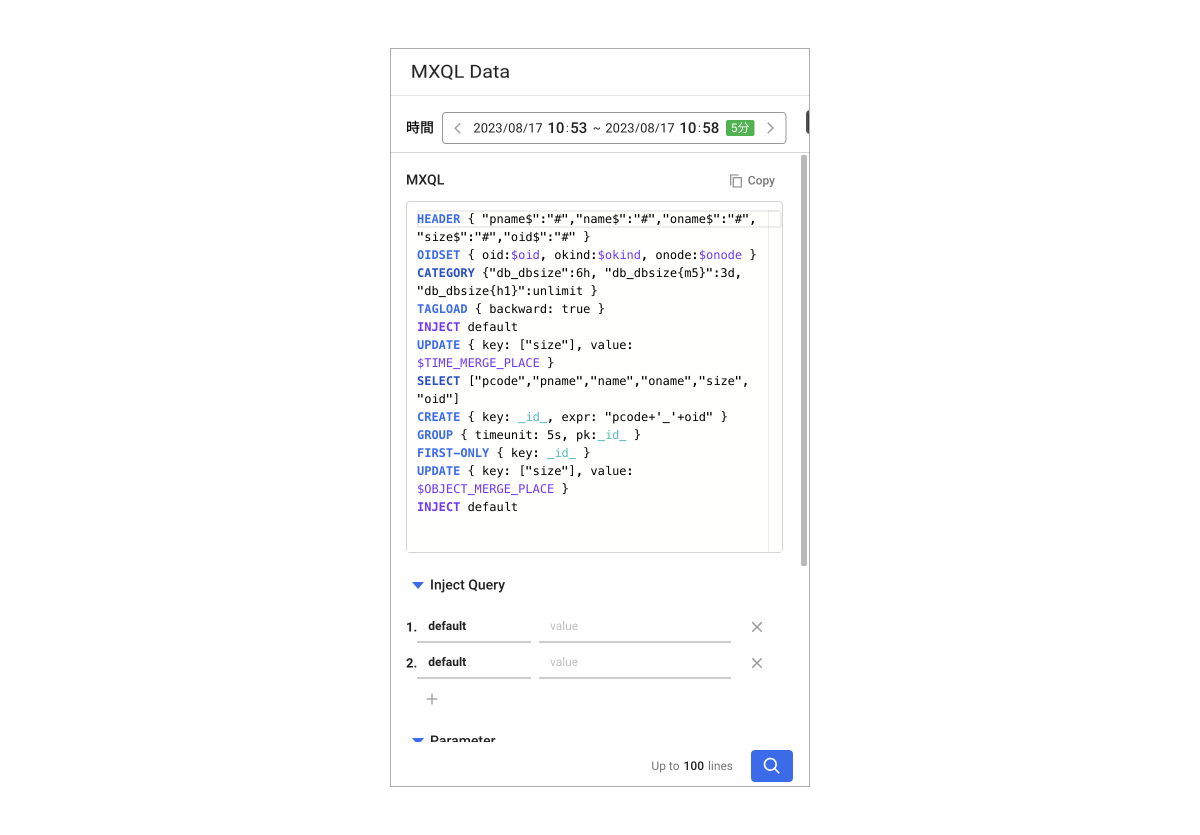 MXQL Data
時間 2023/08/17 10:53 ~ 2023/08/17 10:58 5分
MXQL Copy
HEADER { "pname$":"#","name$":"#","oname$":"#",
"size$":"#","oid$":"#" }
OIDSET { oid:$oid, okind:$okind, onode:$onode }
CATEGORY {"db_dbsize":6h, "db_dbsize{m5}":3d,
"db_dbsize{h1}":unlimit }
TAGLOAD { backward: true }
INJECT default
UPDATE { key: ["size"], value:
$TIME_MERGE_PLACE }
SELECT ["pcode","pname","name","oname","size",
"oid"]
CREATE { key: _id_, expr: "pcode+'_'+oid" }
GROUP { timeunit: 5s, pk:_id_ }
FIRST-ONLY { key: _id_ }
UPDATE { key: ["size"], value:
$OBJECT_MERGE_PLACE }
INJECT default
Inject Query
1. default value
2. default value
Parameter
Up to 100 lines